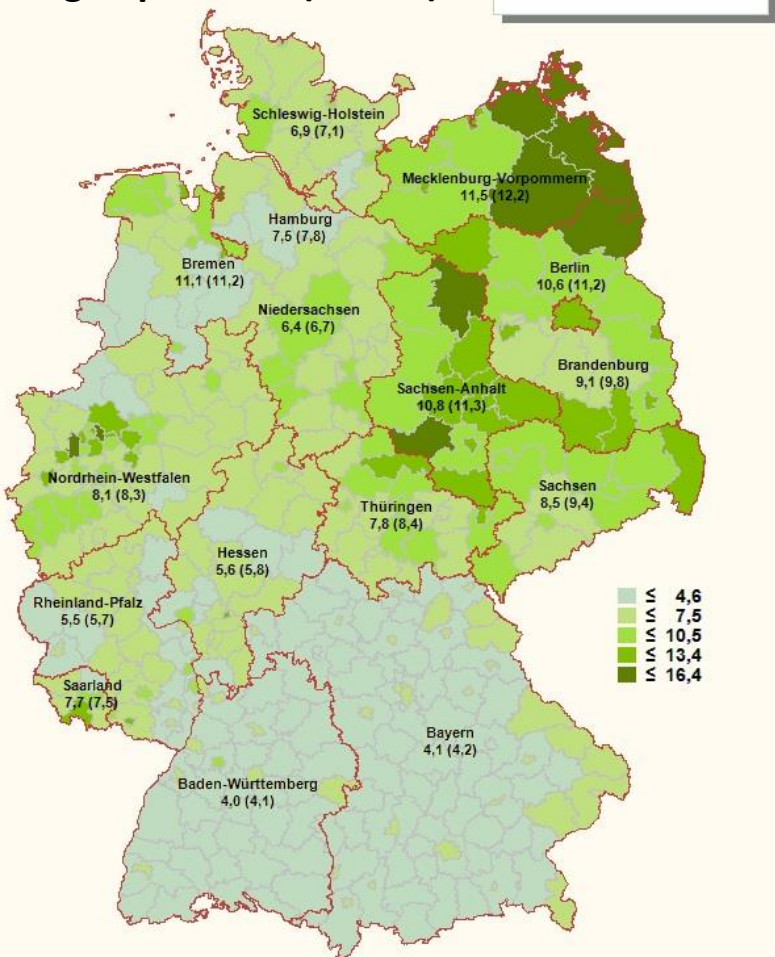 Schleswig-Holstein
6,9 (7,1)
Mecklenburg-Vorpommern
11,5 (12,2)
Hamburg
7,5 (7,8)
Bremen
11,1 (11,2)
Berlin
10,6 (11,2)
Niedersachsen
6,4 (6,7)
Brandenburg
9,1 (9,8)
Sachsen-Anhalt
10,8 (11,3)
Nordrhein-Westfalen
8,1 (8,3)
Sachsen
8,5 (9,4)
Thüringen
7,8 (8,4)
Hessen
5,6 (5,8)
Rheinland-Pfalz
5,5 (5,7)
Saarland
7,7 (7,5)
Bayern
4,1 (4,2)
Baden-Württemberg
4,0 (4,1)
≤ 4,6
≤ 7,5
≤ 10,5
≤ 13,4
≤ 16,4